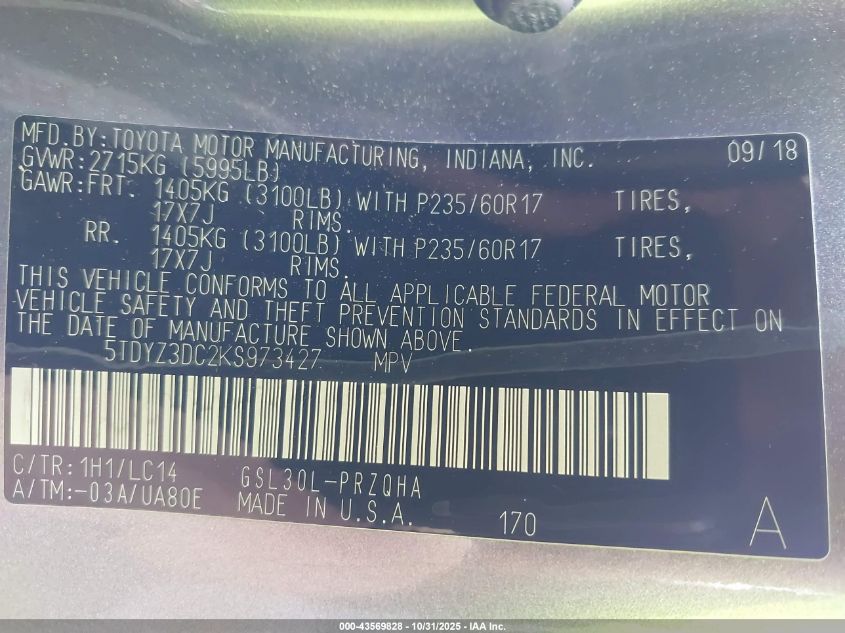 MFD.BY:TOYOTA MOTOR MANUFACTURING, INDIANA, INC. 09/18
GVWR:2715KG (5995LB)
GAWR:FRT. 1405KG (3100LB) WITH P235/60R17 TIRES,
17X7J RIMS.
RR. 1405KG (3100LB) WITH P235/60R17 TIRES,
17X7J RIMS.
THIS VEHICLE CONFORMS TO ALL APPLICABLE FEDERAL MOTOR
VEHICLE SAFETY AND THEFT PREVENTION STANDARDS IN EFFECT ON
THE DATE OF MANUFACTURE SHOWN ABOVE.
5TDYZ3DC2KS973427 MPV
C/TR:1H1/LC14 GSL30L-PRZQHA
A/TM:-03A/UA80E MADE IN U.S.A. 170 A
000-43569828 - 10/31/2025 - IAA Inc.